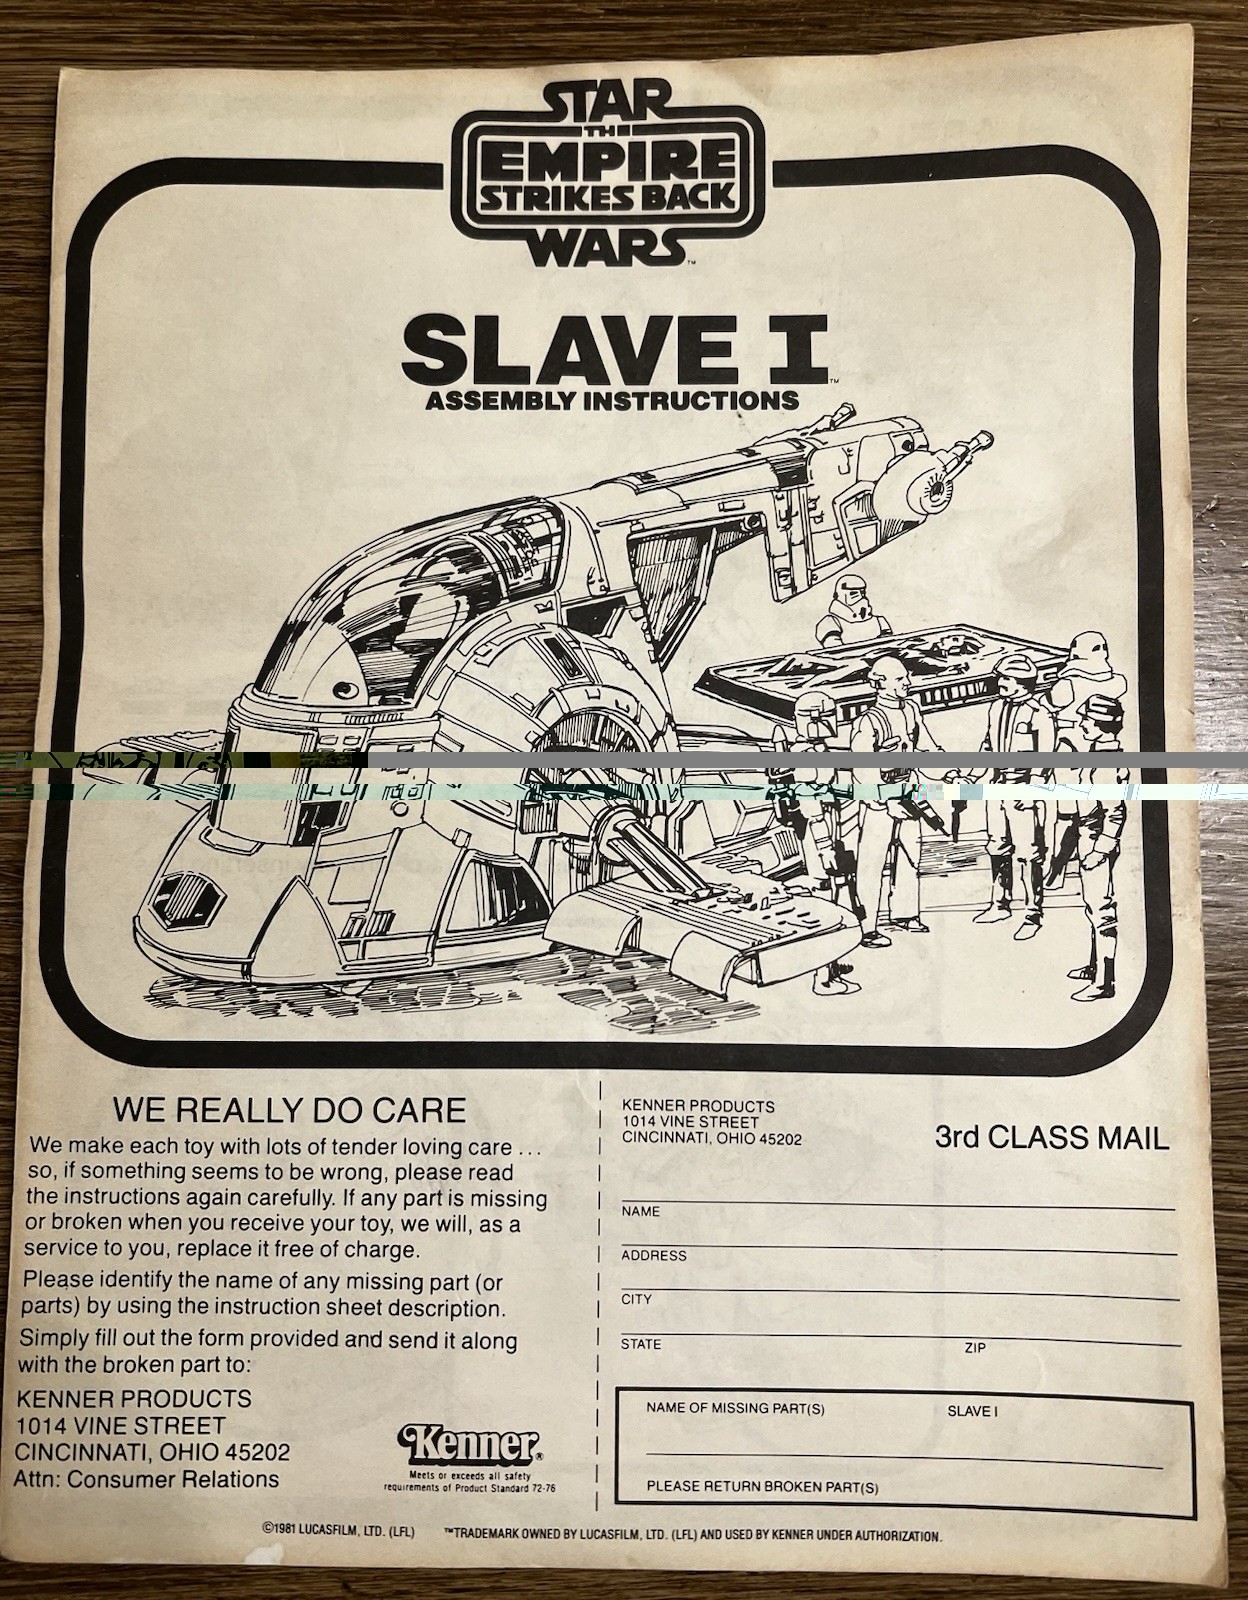 STAR
THE
EMPIRE
STRIKES BACK
WARS™
SLAVE I™
ASSEMBLY INSTRUCTIONS
WE REALLY DO CARE
We make each toy with lots of tender loving care ...
so, if something seems to be wrong, please read
the instructions again carefully. If any part is missing
or broken when you receive your toy, we will, as a
service to you, replace it free of charge.
Please identify the name of any missing part (or
parts) by using the instruction sheet description.
Simply fill out the form provided and send it along
with the broken part to:
KENNER PRODUCTS
1014 VINE STREET
CINCINNATI, OHIO 45202
Attn: Consumer Relations
Kenner®
Meets or exceeds all safety
requirements of Product Standard 72-76
KENNER PRODUCTS
1014 VINE STREET
CINCINNATI, OHIO 45202
3rd CLASS MAIL
NAME
ADDRESS
CITY
STATE ZIP
NAME OF MISSING PART(S) SLAVE I
PLEASE RETURN BROKEN PART(S)
©1981 LUCASFILM, LTD. (LFL) ™TRADEMARK OWNED BY LUCASFILM, LTD. (LFL) AND USED BY KENNER UNDER AUTHORIZATION.